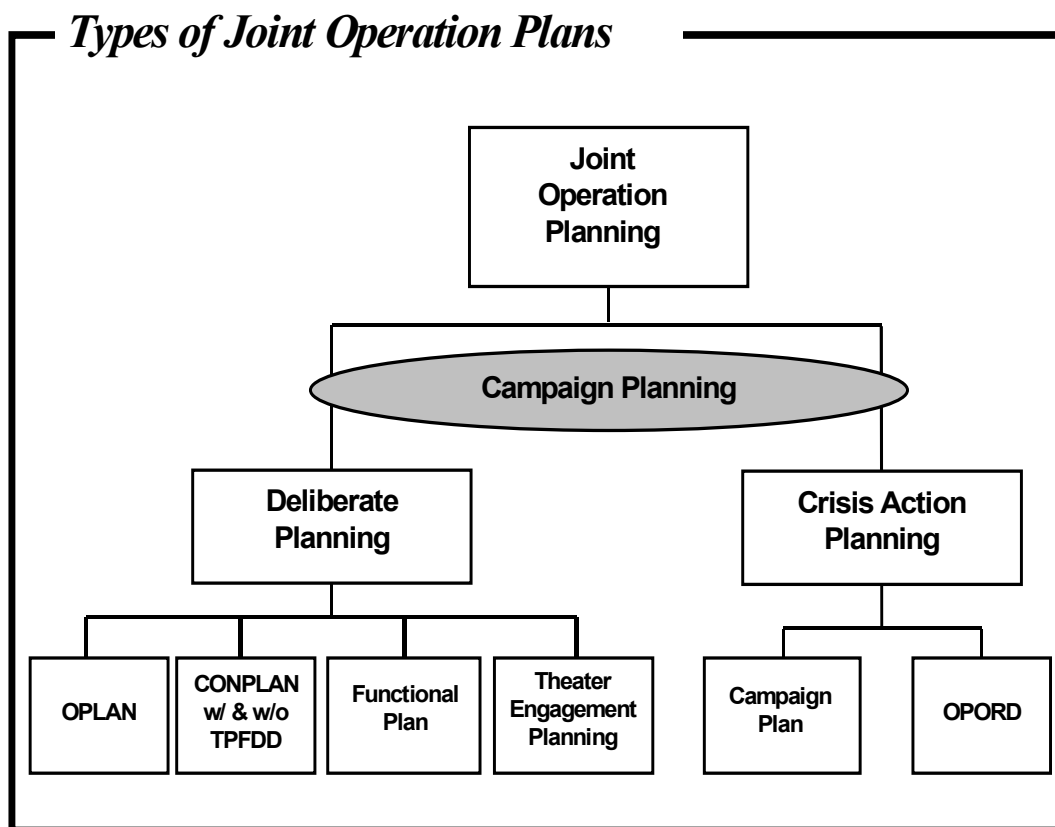 Types of Joint Operation Plans
Joint
Operation
Planning
Campaign Planning
Deliberate
Planning
Crisis Action
Planning
OPLAN
CONPLAN
w/ & w/o
TPFDD
Functional
Plan
Theater
Engagement
Planning
Campaign
Plan
OPORD